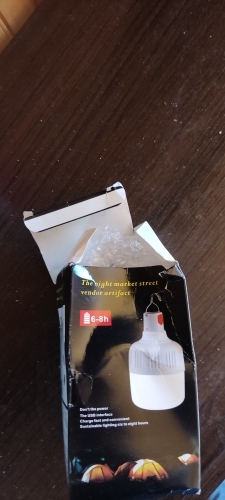 The night market street
vendor artifact
6-8h
Don't the power
The USB interface
Charge fast and convenient
Sustainable lighting six to eight hours